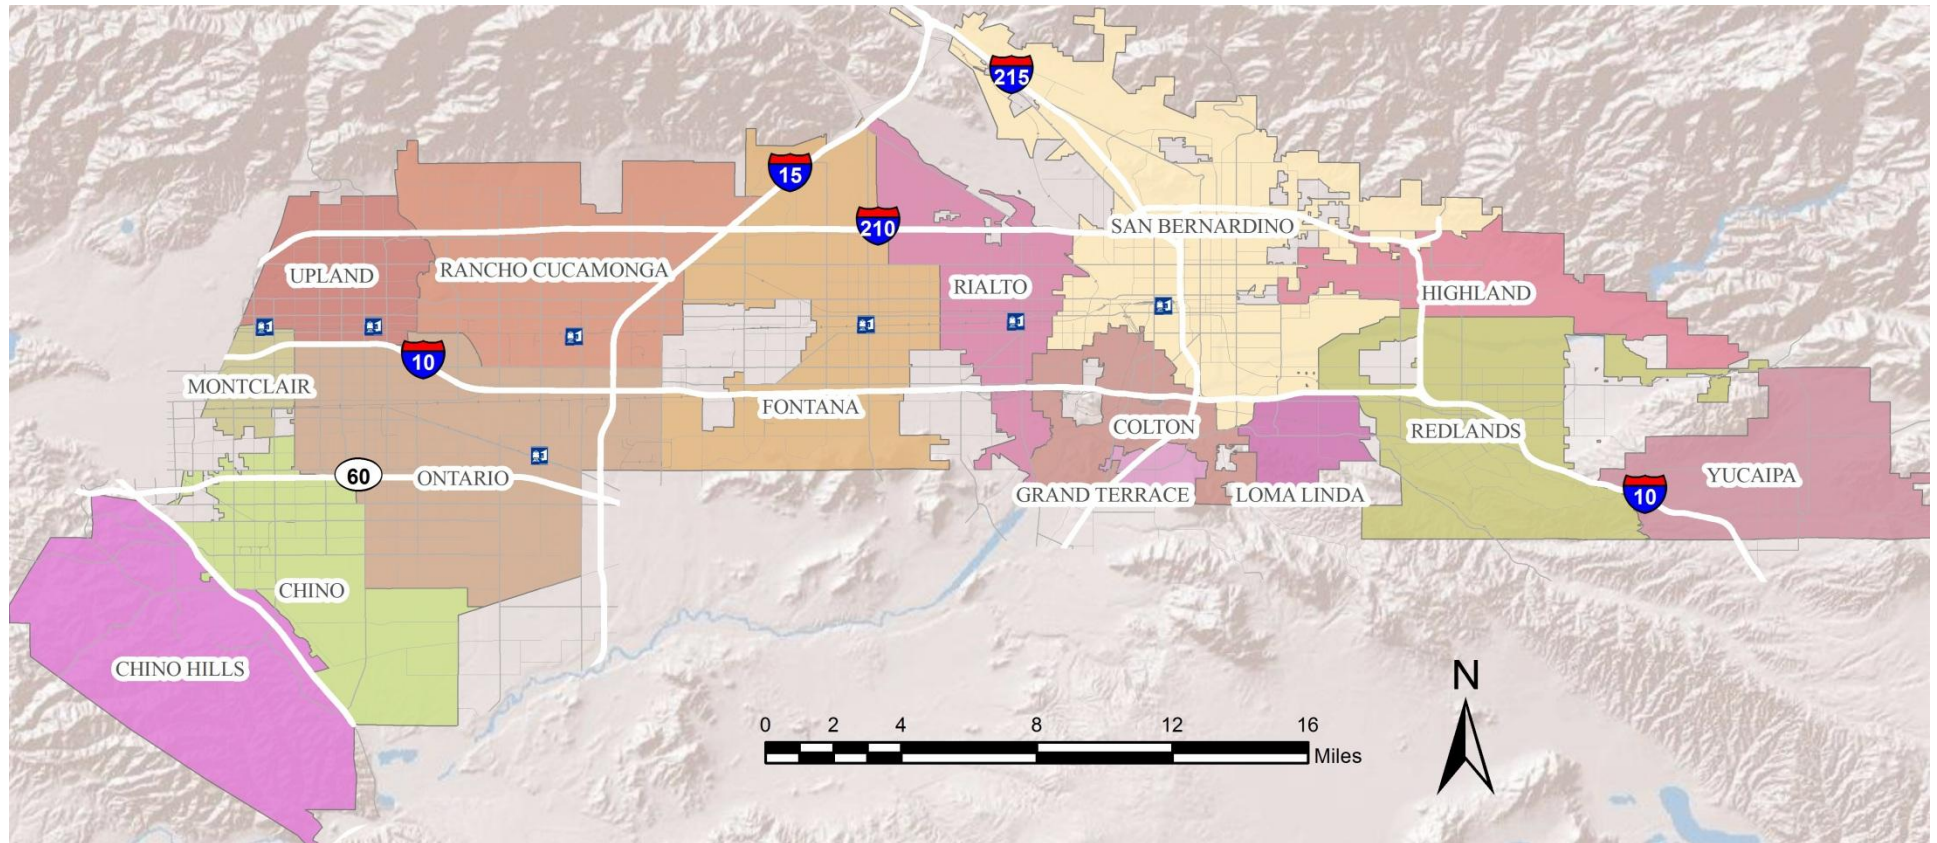 215
15
210
SAN BERNARDINO
UPLAND
RANCHO CUCAMONGA
RIALTO
HIGHLAND
10
MONTCLAIR
FONTANA
COLTON
REDLANDS
60
ONTARIO
GRAND TERRACE
LOMA LINDA
10
YUCAIPA
CHINO
CHINO HILLS
N
0 2 4 8 12 16
Miles